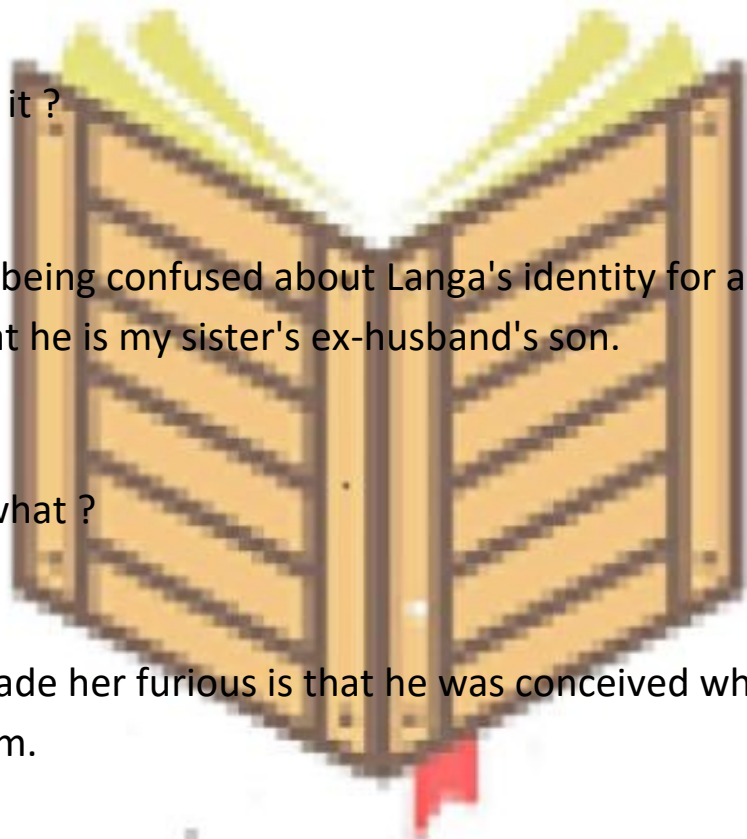 it ?
being confused about Langa's identity for a
at he is my sister's ex-husband's son.
what ?
ade her furious is that he was conceived wh
m.